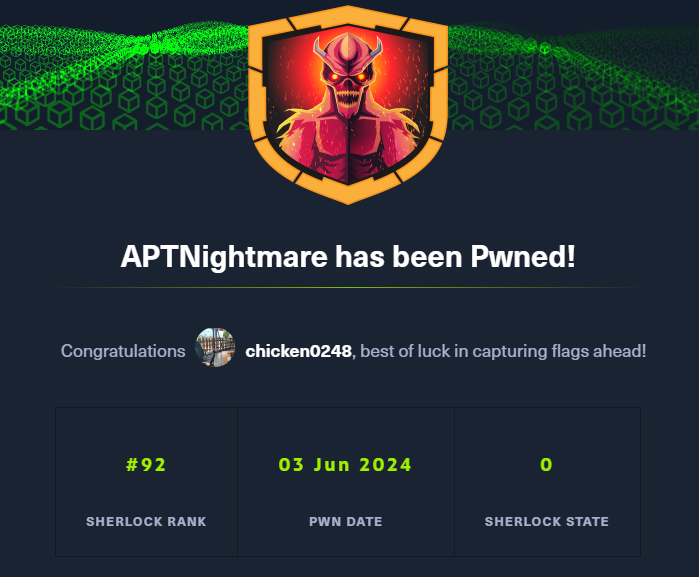 APTNightmare has been Pwned!
Congratulations chicken0248, best of luck in capturing flags ahead!
#92 03 Jun 2024 0
SHERLOCK RANK PWN DATE SHERLOCK STATE